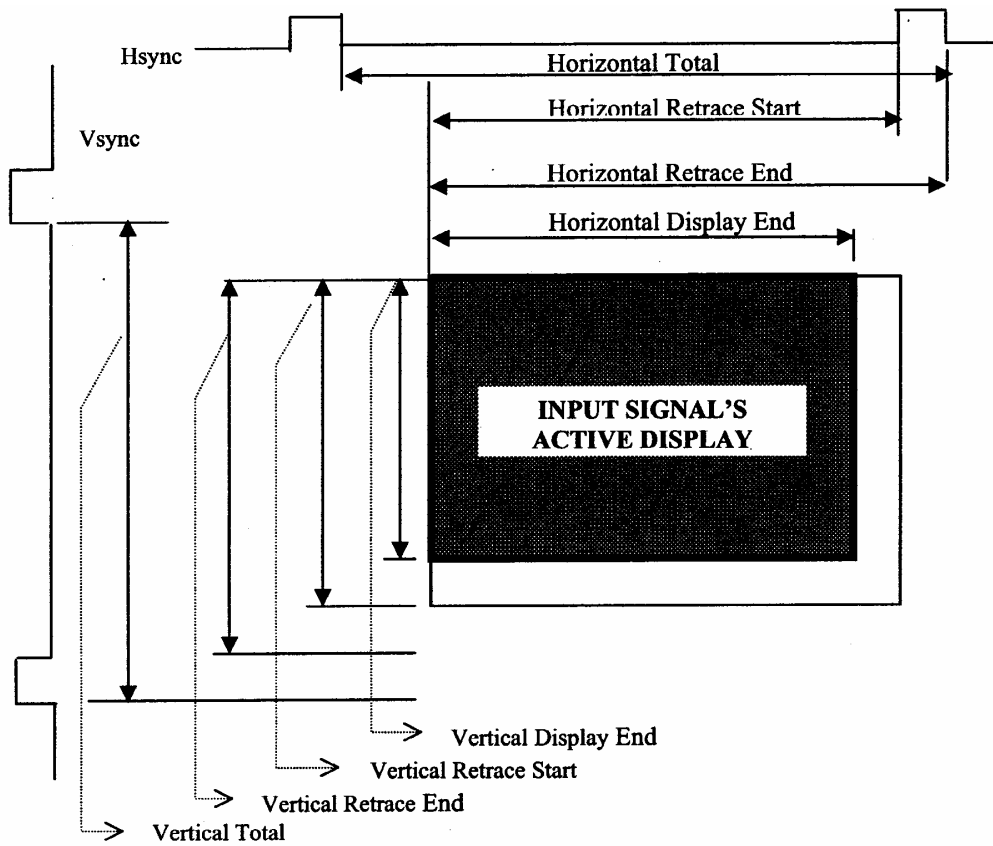 Hsync
Horizontal Total
Horizontal Retrace Start
Vsync
Horizontal Retrace End
Horizontal Display End
INPUT SIGNAL'S
ACTIVE DISPLAY
Vertical Display End
Vertical Retrace Start
Vertical Retrace End
Vertical Total